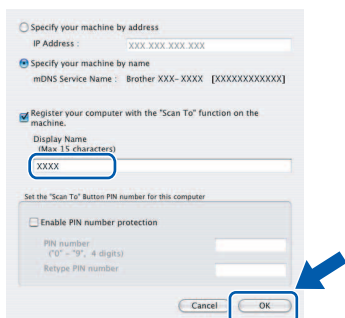 Specify your machine by address
IP Address : XXX.XXX.XXX.XXX
Specify your machine by name
mDNS Service Name : Brother XXX- XXXX [XXXXXXXXXXXX]
Register your computer with the "Scan To" function on the
machine.
Display Name
(Max 15 characters)
XXXX
Set the "Scan To" Button PIN number for this computer
Enable PIN number protection
PIN number
("0" - "9", 4 digits)
Retype PIN number
Cancel OK